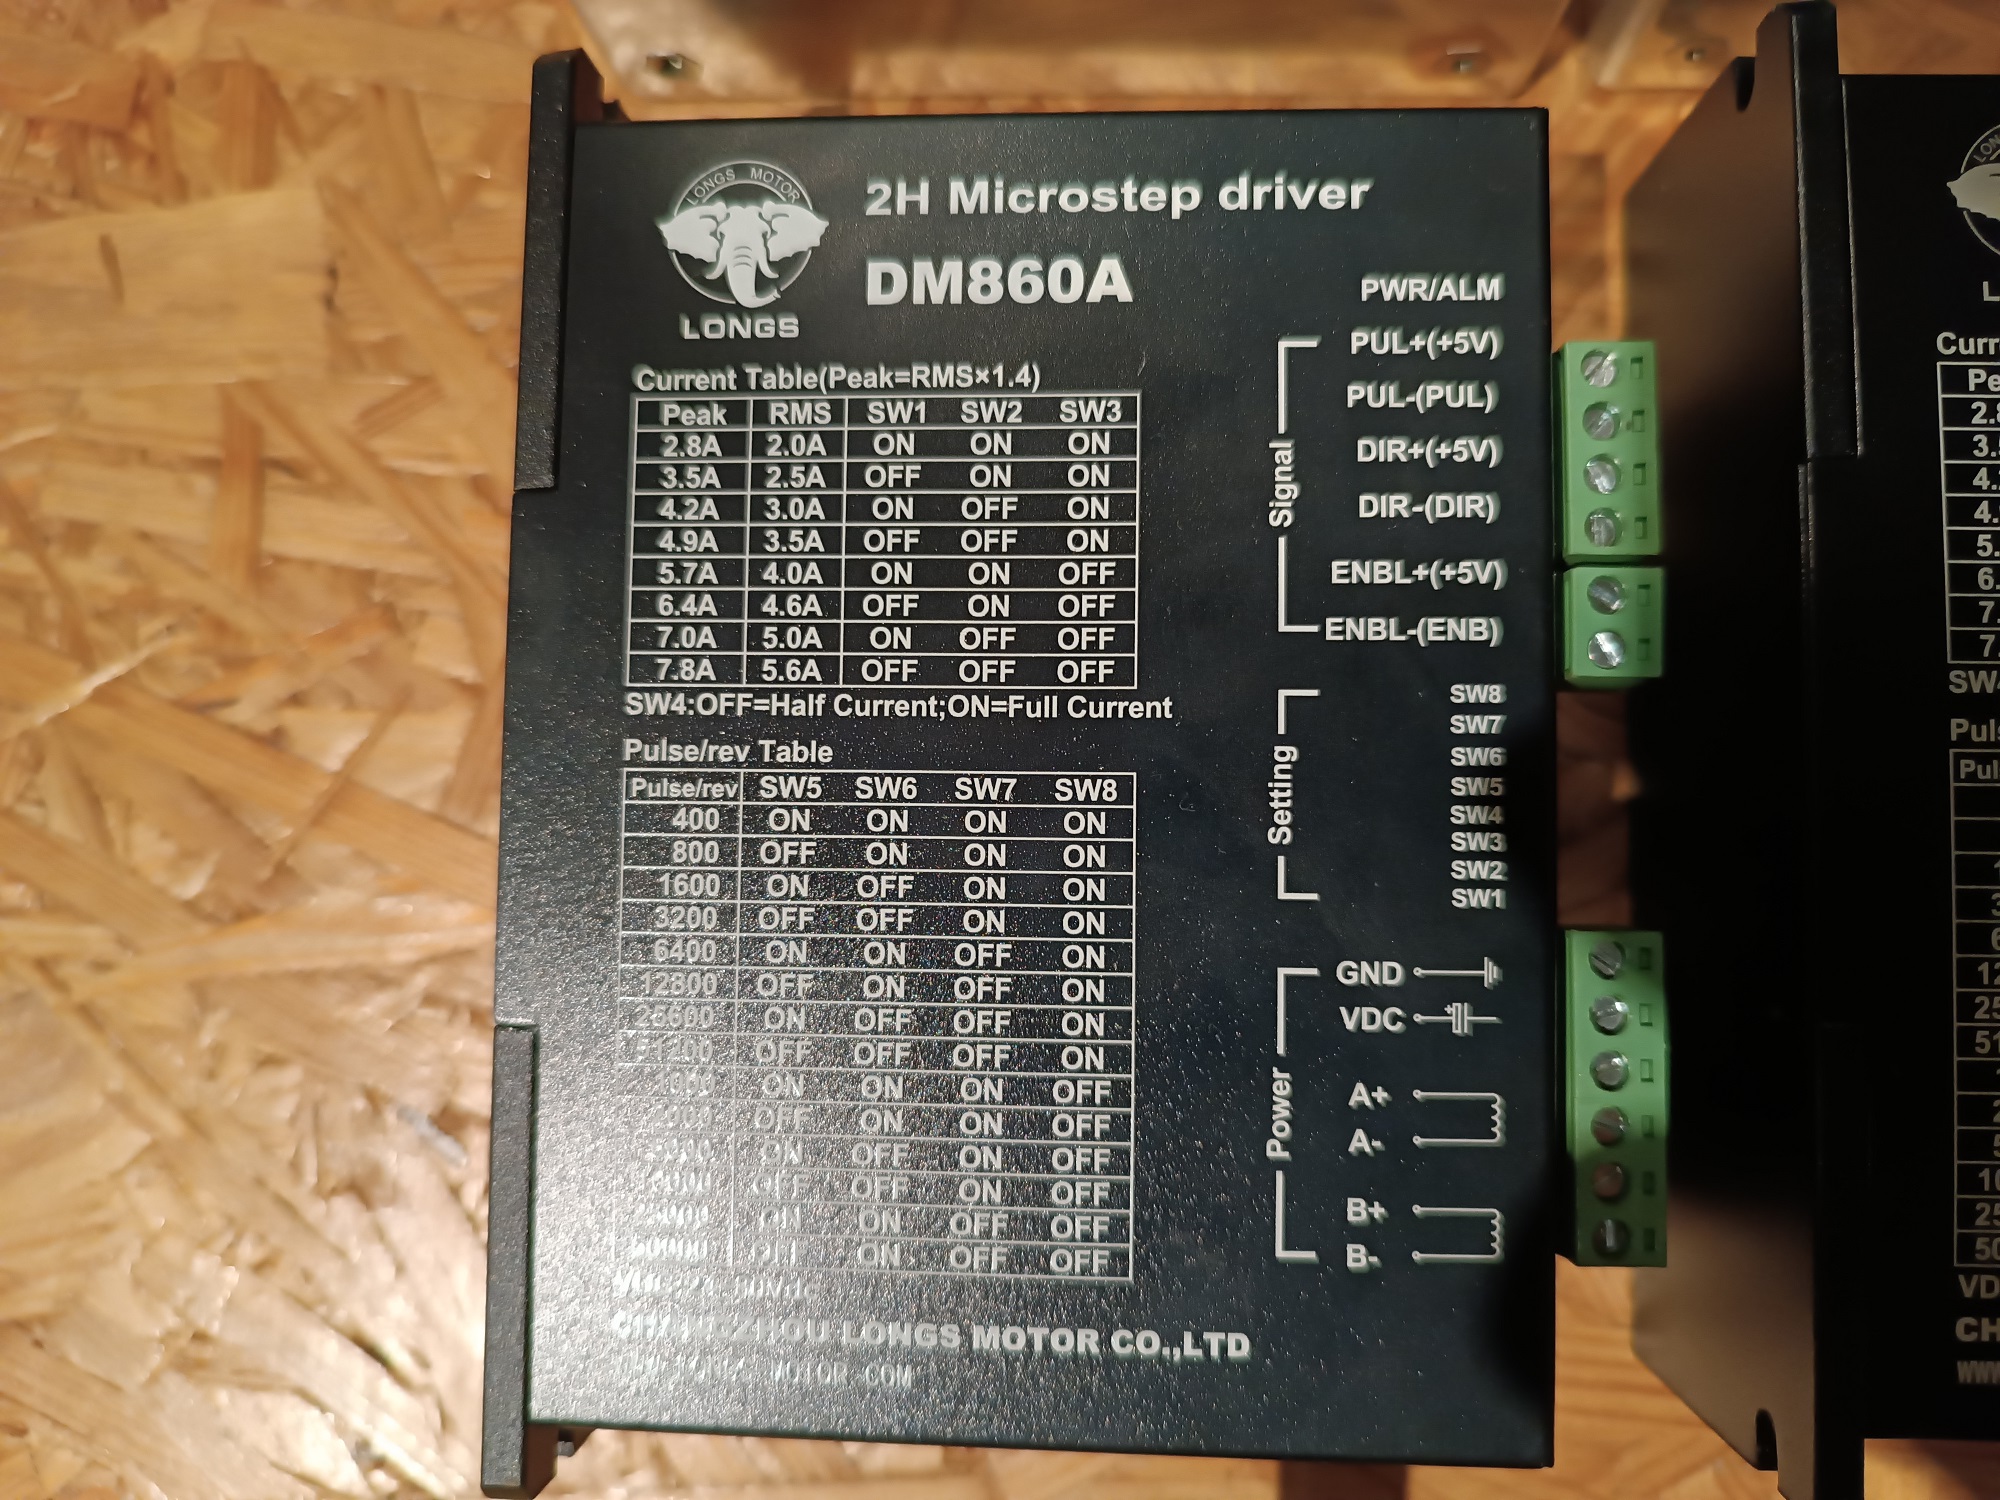 LONGS MOTOR
LONGS
2H Microstep driver
DM860A
Current Table(Peak=RMS×1.4)
Peak RMS SW1 SW2 SW3
2.8A 2.0A ON ON ON
3.5A 2.5A OFF ON ON
4.2A 3.0A ON OFF ON
4.9A 3.5A OFF OFF ON
5.7A 4.0A ON ON OFF
6.4A 4.6A OFF ON OFF
7.0A 5.0A ON OFF OFF
7.8A 5.6A OFF OFF OFF
SW4:OFF=Half Current;ON=Full Current
Pulse/rev Table
Pulse/rev SW5 SW6 SW7 SW8
400 ON ON ON ON
800 OFF ON ON ON
1600 ON OFF ON ON
3200 OFF OFF ON ON
6400 ON ON OFF ON
12800 OFF ON OFF ON
25600 ON OFF OFF ON
51200 OFF OFF OFF ON
ON ON ON OFF
OFF ON ON OFF
ON OFF ON OFF
OFF OFF ON OFF
ON ON OFF OFF
50000 OFF ON OFF OFF
LONGS MOTOR CO.,LTD
PWR/ALM
Signal
PUL+(+5V)
PUL-(PUL)
DIR+(+5V)
DIR-(DIR)
ENBL+(+5V)
ENBL-(ENB)
Setting
SW8
SW7
SW6
SW5
SW4
SW3
SW2
SW1
Power
GND
VDC
A+
A-
B+
B-